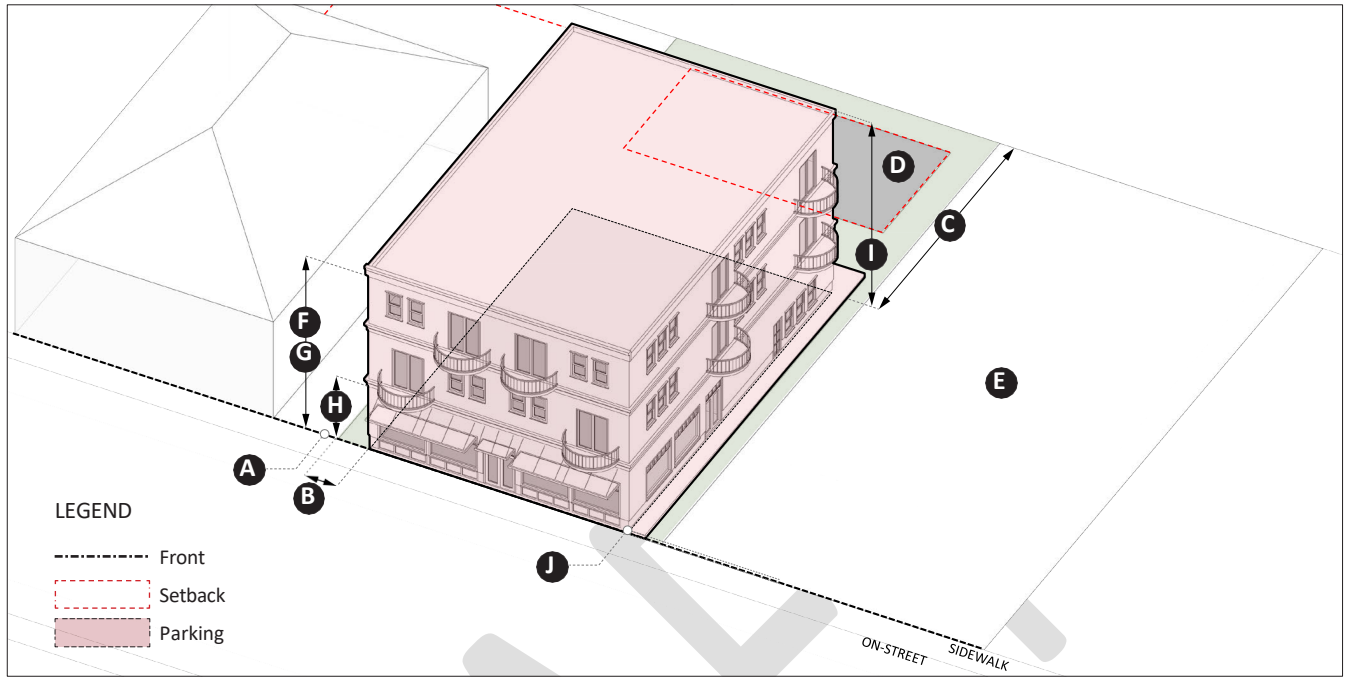 D
C
I
F
G
E
H
A
B
LEGEND
J
Front
Setback
Parking
ON-STREET
SIDEWALK